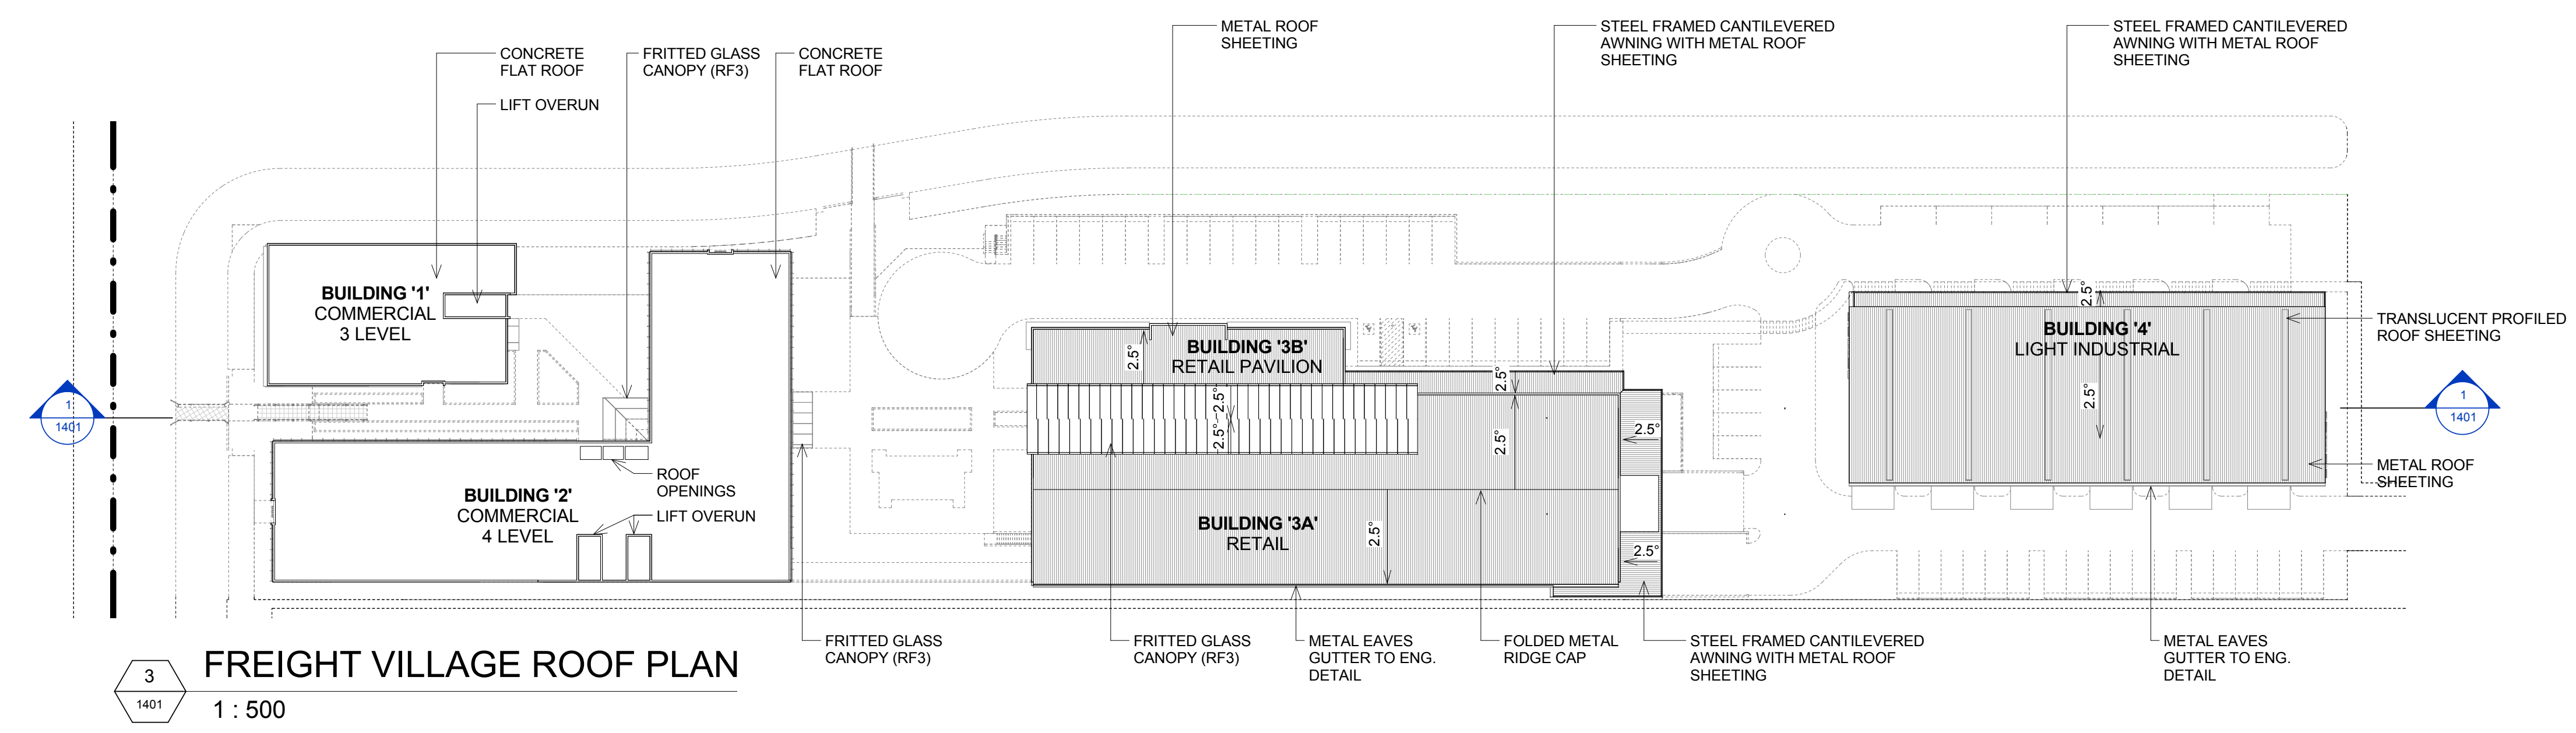 METAL ROOF
SHEETING
STEEL FRAMED CANTILEVERED
AWNING WITH METAL ROOF
SHEETING
STEEL FRAMED CANTILEVERED
AWNING WITH METAL ROOF
SHEETING
CONCRETE
FLAT ROOF
FRITTED GLASS
CANOPY (RF3)
CONCRETE
FLAT ROOF
LIFT OVERUN
BUILDING '1'
COMMERCIAL
3 LEVEL
BUILDING '3B'
RETAIL PAVILION
2.5°
2.5°
2.5°
2.5°
2.5°
2.5°
2.5°
2.5°
2.5°
BUILDING '4'
LIGHT INDUSTRIAL
2.5°
2.5°
TRANSLUCENT PROFILED
ROOF SHEETING
METAL ROOF
SHEETING
1
1401
1
1401
ROOF
OPENINGS
BUILDING '2'
COMMERCIAL
4 LEVEL
LIFT OVERUN
BUILDING '3A'
RETAIL
FRITTED GLASS
CANOPY (RF3)
FRITTED GLASS
CANOPY (RF3)
METAL EAVES
GUTTER TO ENG.
DETAIL
FOLDED METAL
RIDGE CAP
STEEL FRAMED CANTILEVERED
AWNING WITH METAL ROOF
SHEETING
METAL EAVES
GUTTER TO ENG.
DETAIL
3
1401
FREIGHT VILLAGE ROOF PLAN
1 : 500